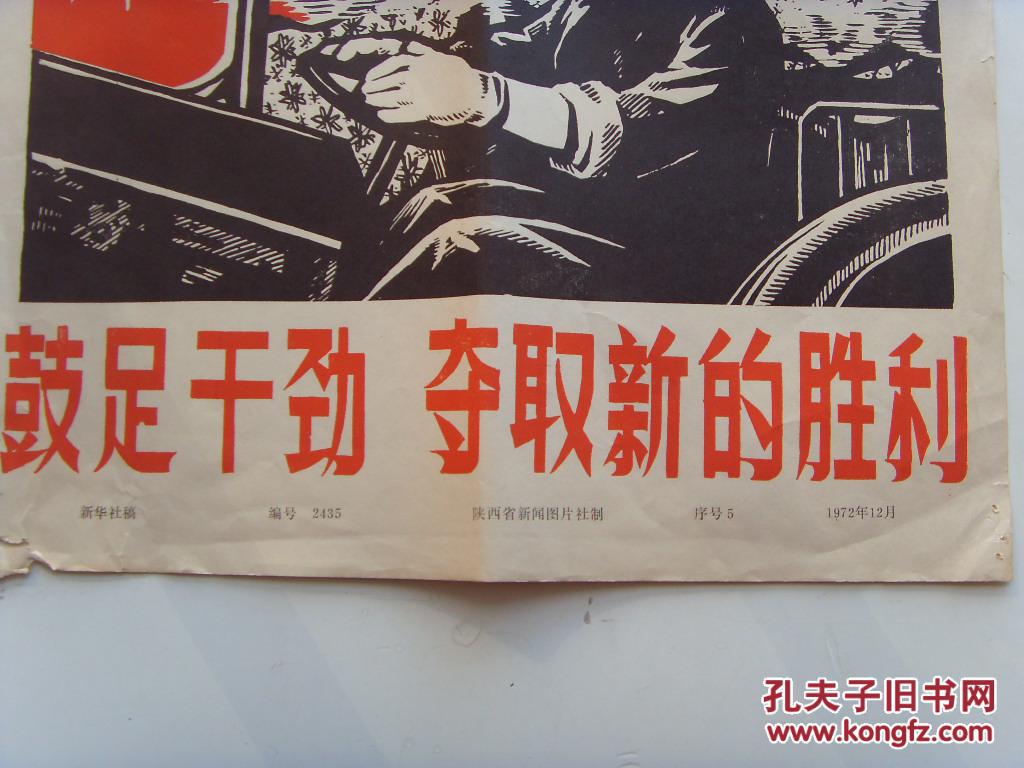 鼓足干劲 夺取新的胜利
新华社稿 编号 2435 陕西省新闻图片社制 序号5 1972年12月
孔夫子旧书网
www.kongfz.com